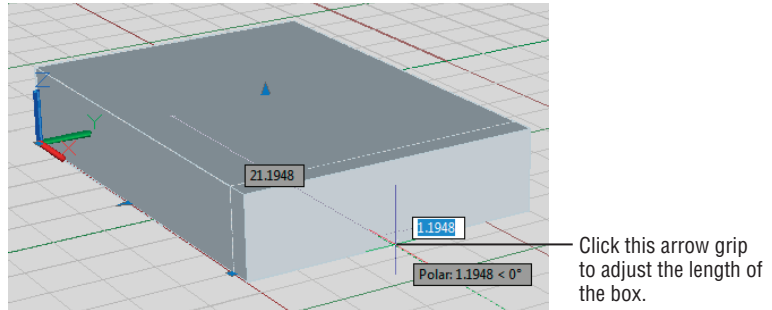 Z
Y
X
21.1948
1.1948
Polar: 1.1948 < 0°
Click this arrow grip
to adjust the length of
the box.